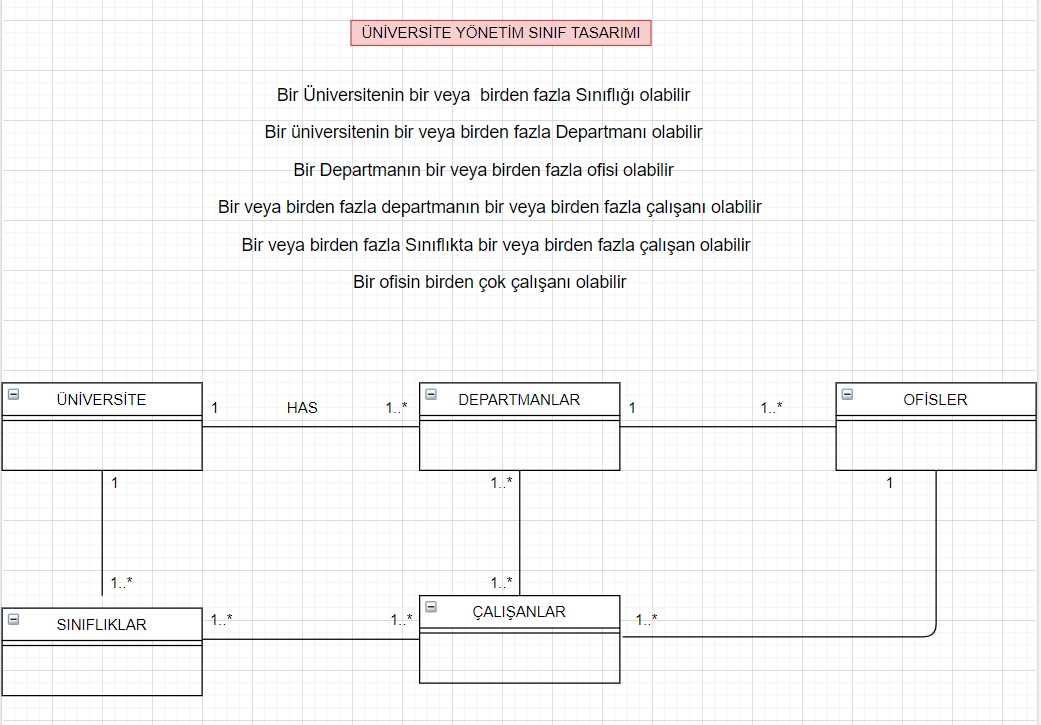 ÜNİVERSİTE YÖNETİM SINIF TASARIMI
Bir Üniversitenin bir veya  birden fazla Sınıflığı olabilir
Bir üniversitenin bir veya birden fazla Departmanı olabilir
Bir Departmanın bir veya birden fazla ofisi olabilir
Bir veya birden fazla departmanın bir veya birden fazla çalışanı olabilir
Bir veya birden fazla Sınıflıkta bir veya birden fazla çalışan olabilir
Bir ofisin birden çok çalışanı olabilir
ÜNİVERSİTE
1
HAS
1..*
DEPARTMANLAR
1
1..*
OFİSLER
1
1..*
1
1..*
1..*
SINIFLIKLAR
1..*
1..*
ÇALIŞANLAR
1..*